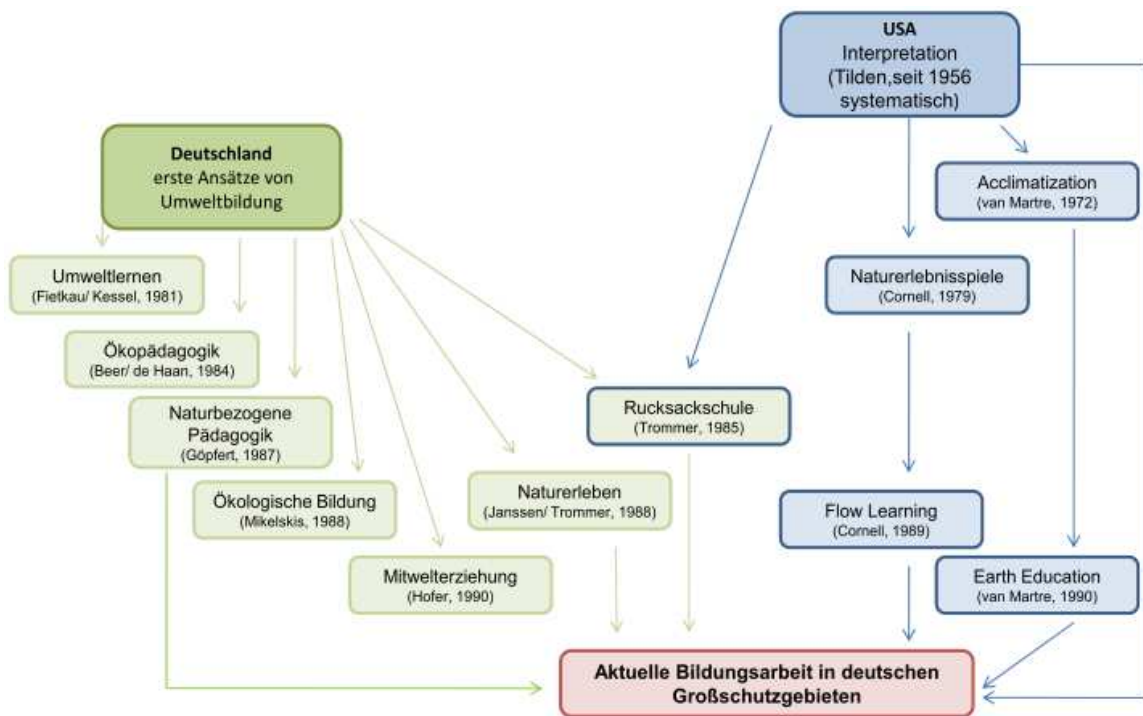 USA
Interpretation
(Tilden,seit 1956
systematisch)
Deutschland
erste Ansätze von
Umweltbildung
Acclimatization
(van Martre, 1972)
Umweltlernen
(Fietkau/ Kessel, 1981)
Naturerlebnisspiele
(Cornell, 1979)
Ökopädagogik
(Beer/ de Haan, 1984)
Naturbezogene
Pädagogik
(Göpfert, 1987)
Rucksackschule
(Trommer, 1985)
Ökologische Bildung
(Mikelskis, 1988)
Naturerleben
(Janssen/ Trommer, 1988)
Flow Learning
(Cornell, 1989)
Mitwelterziehung
(Hofer, 1990)
Earth Education
(van Martre, 1990)
Aktuelle Bildungsarbeit in deutschen
Großschutzgebieten